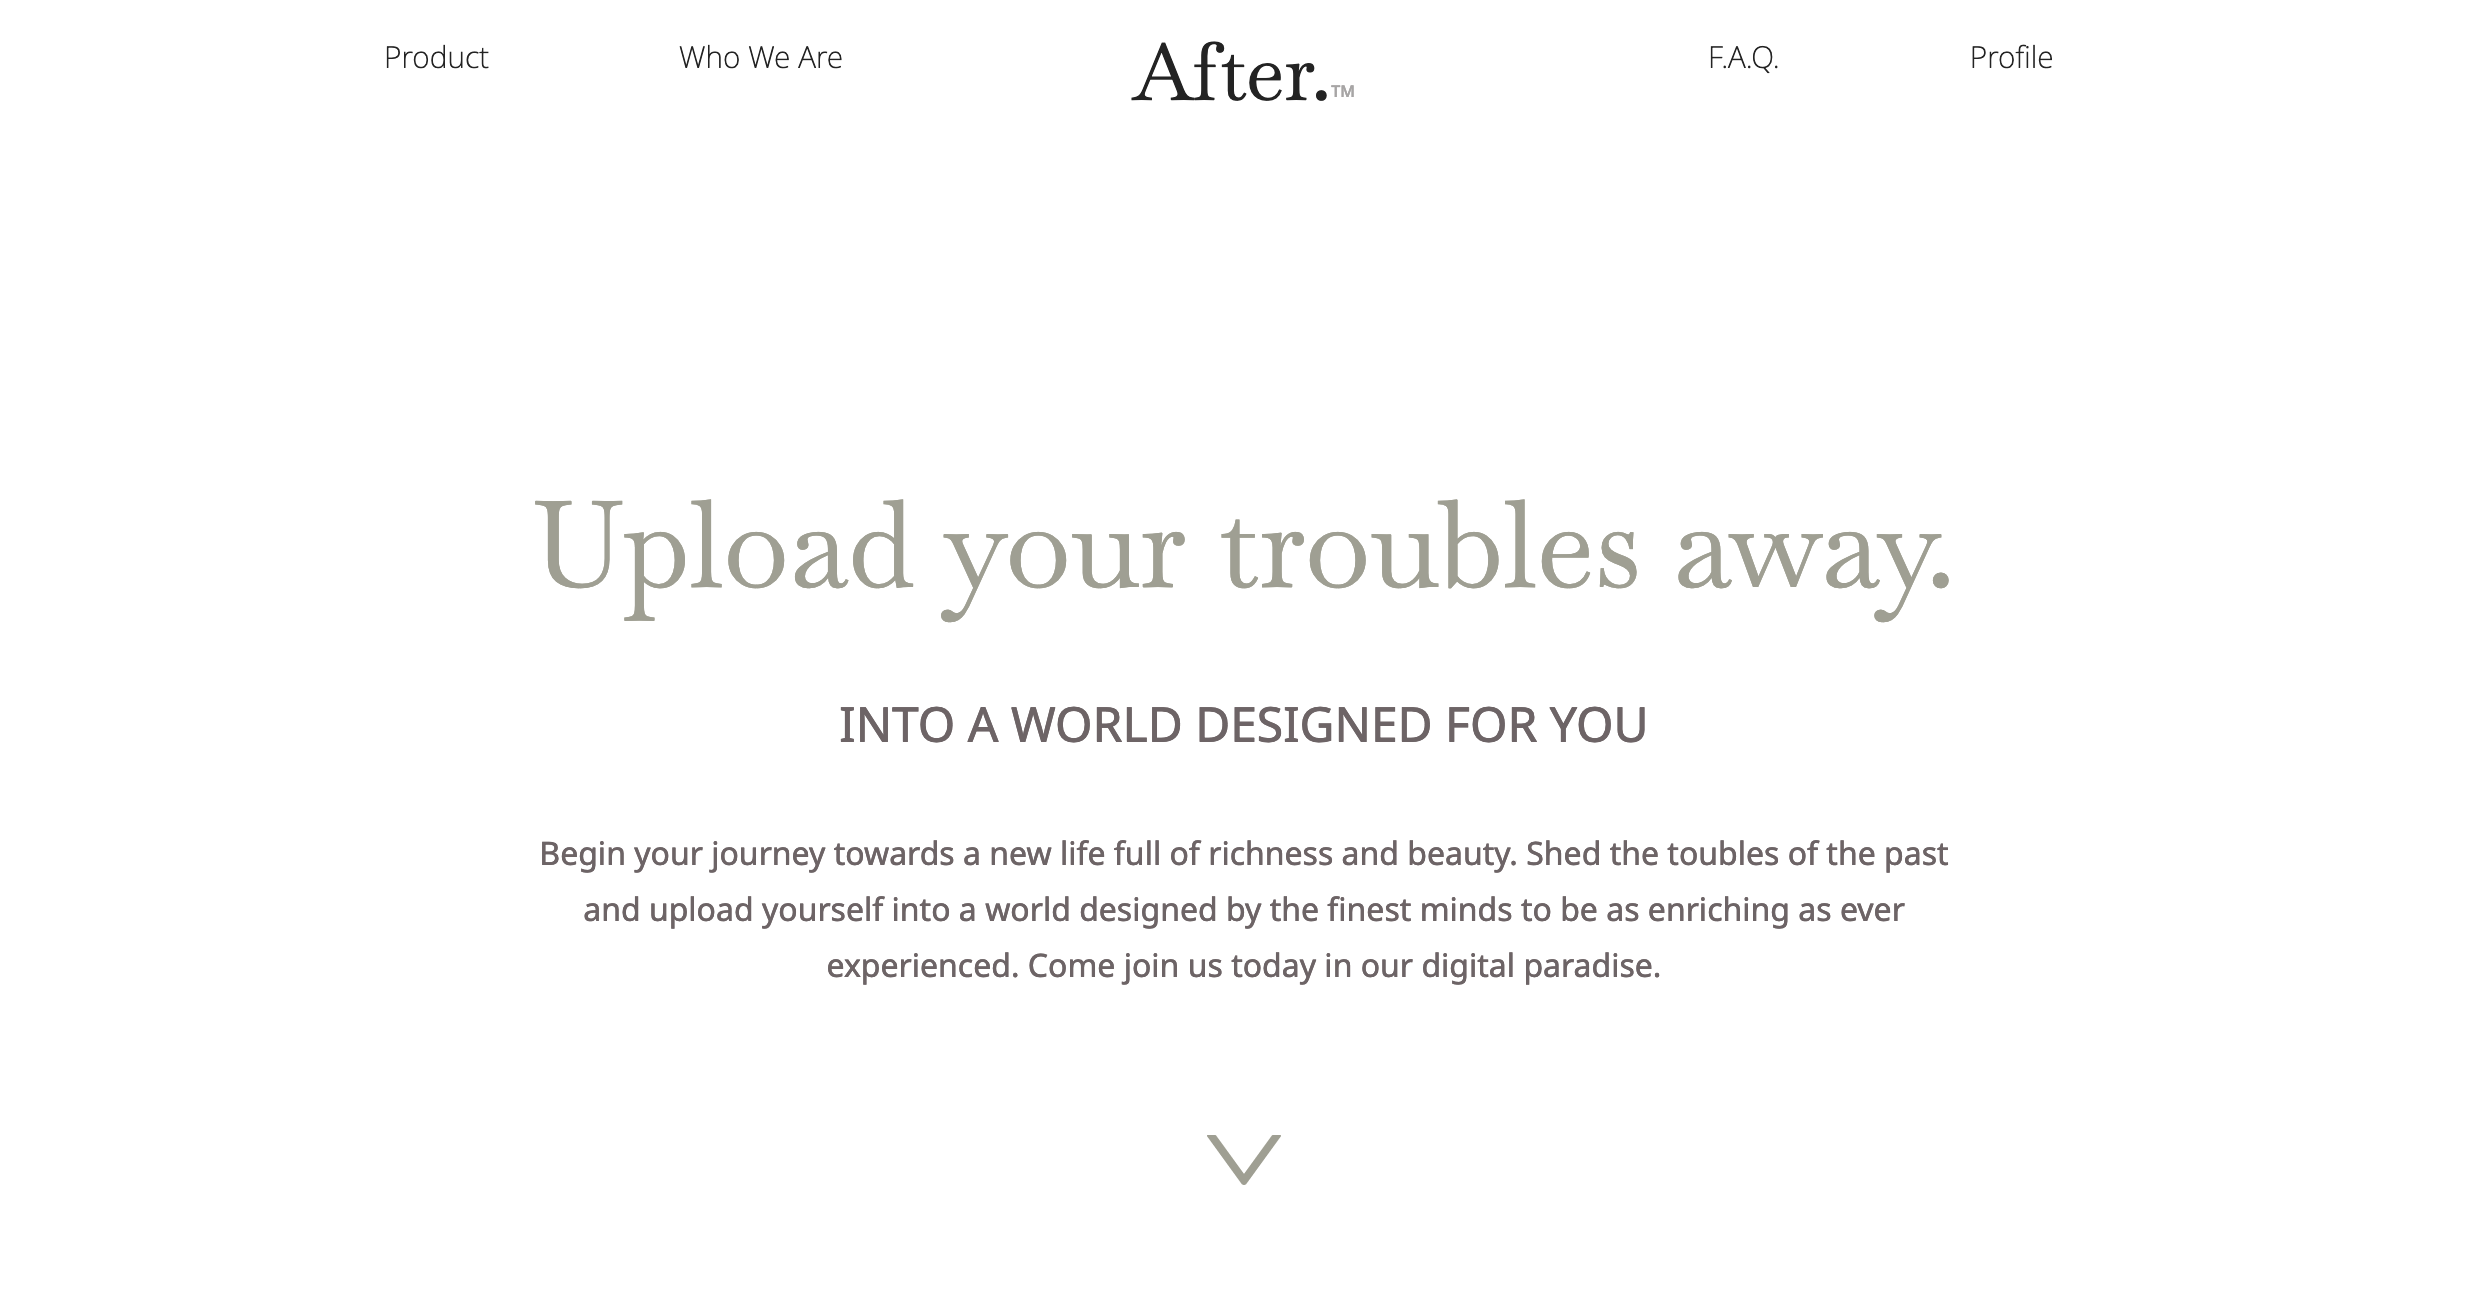 Product
Who We Are
After.™
F.A.Q.
Profile
Upload your troubles away.
INTO A WORLD DESIGNED FOR YOU
Begin your journey towards a new life full of richness and beauty. Shed the toubles of the past
and upload yourself into a world designed by the finest minds to be as enriching as ever
experienced. Come join us today in our digital paradise.